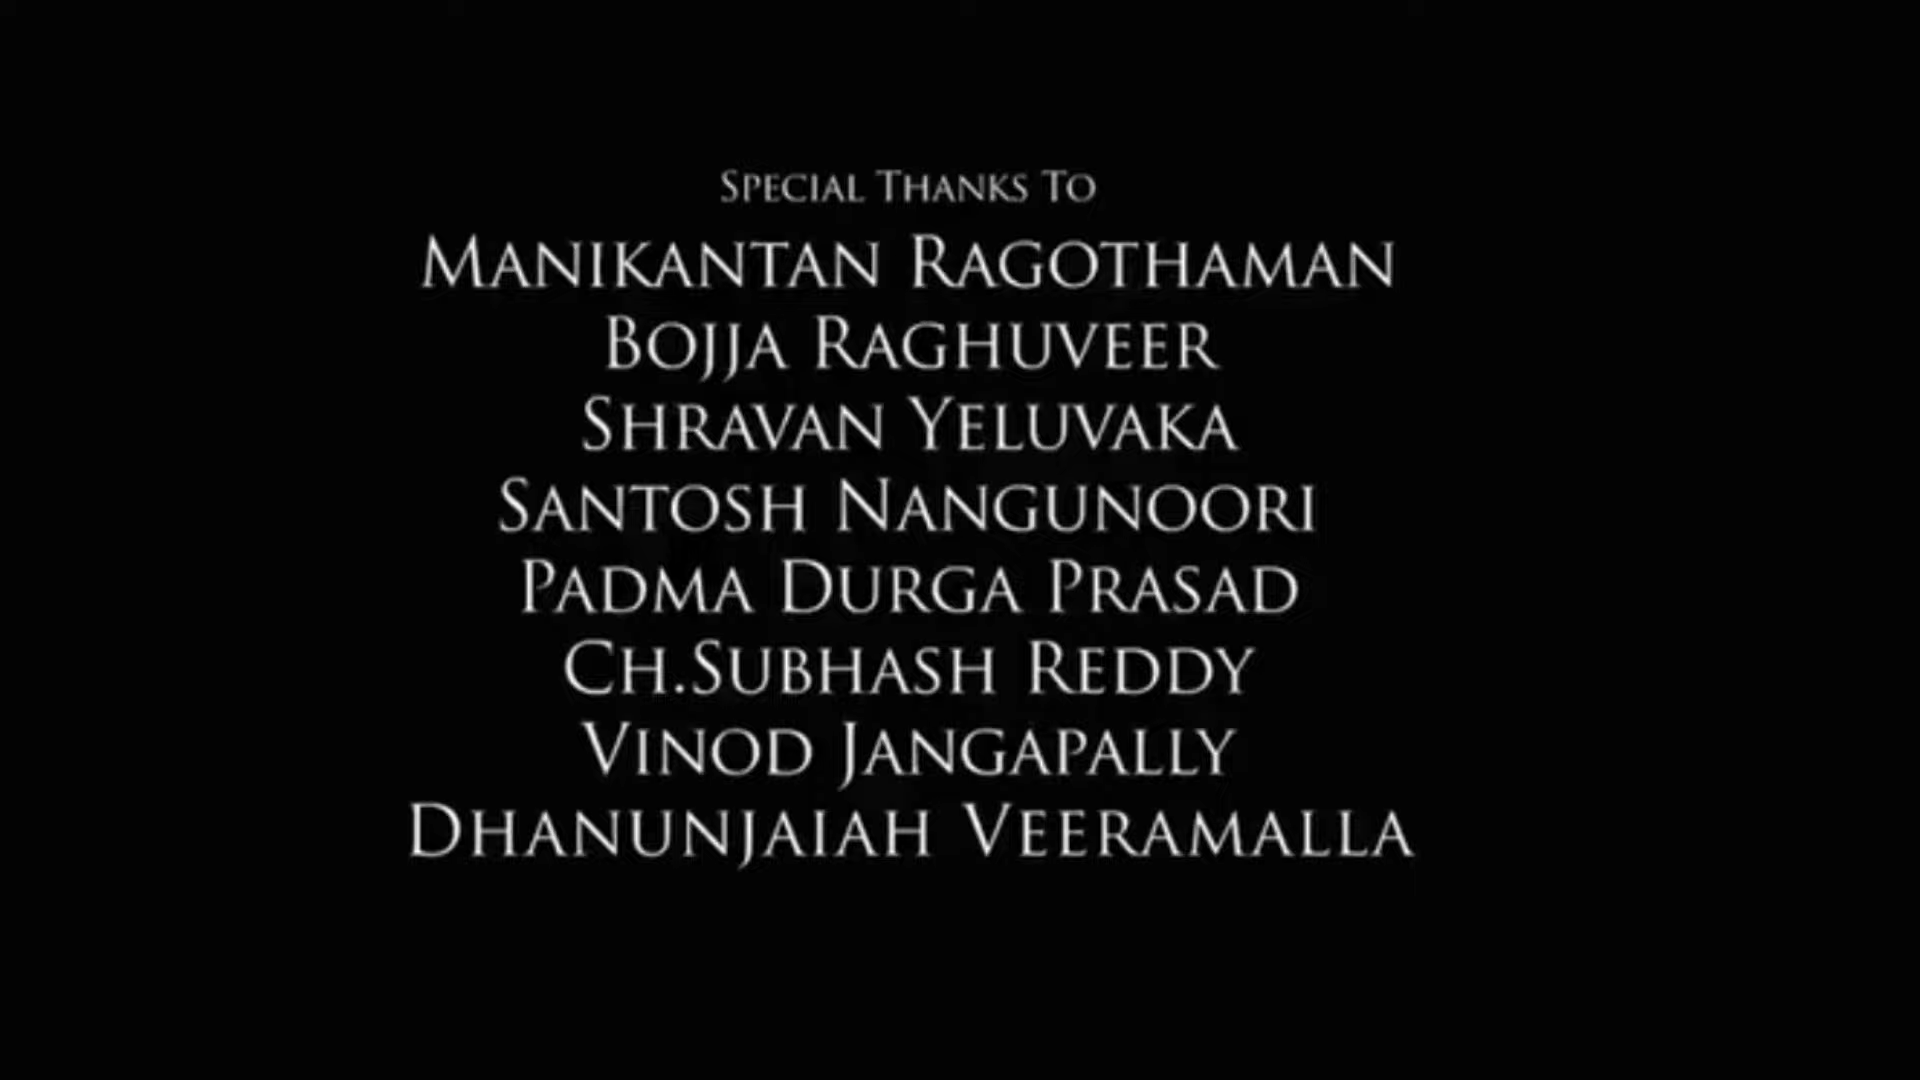 Special Thanks To
Manikantan Ragothaman
Bojja Raghuveer
Shravan Yeluvaka
Santosh Nangunoori
Padma Durga Prasad
Ch.Subhash Reddy
Vinod Jangapally
Dhanunjaiah Veeramalla